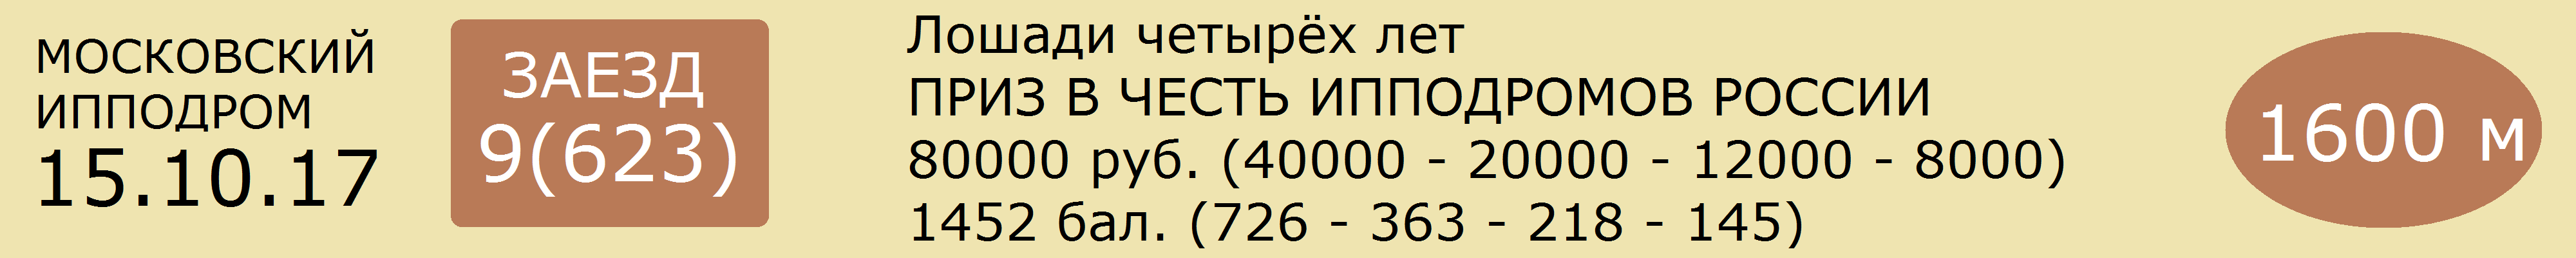 МОСКОВСКИЙ
ИППОДРОМ
15.10.17
ЗАЕЗД
9(623)
Лошади четырёх лет
ПРИЗ В ЧЕСТЬ ИППОДРОМОВ РОССИИ
80000 руб. (40000 - 20000 - 12000 - 8000)
1452 бал. (726 - 363 - 218 - 145)
1600 м